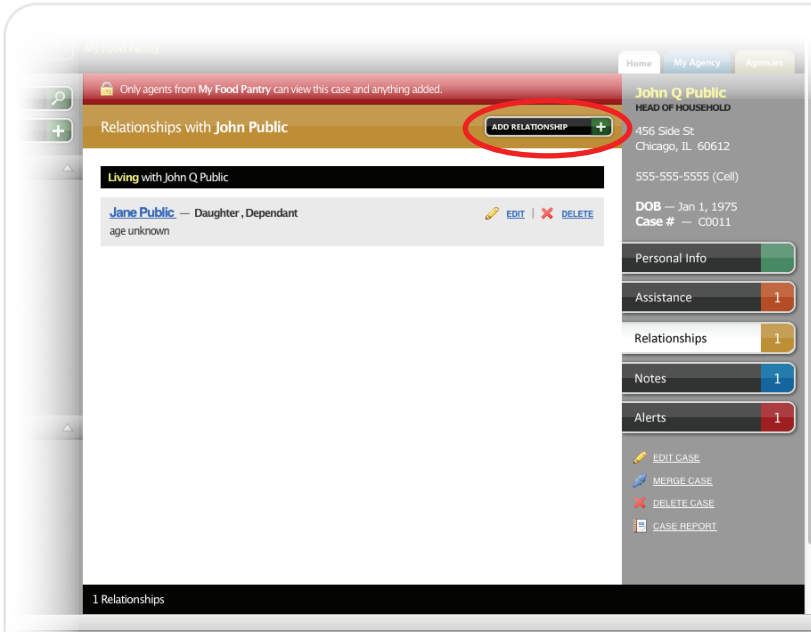 My Food Pantry
Home
My Agency
Agencies
Only agents from My Food Pantry can view this case and anything added.
Relationships with John Public
ADD RELATIONSHIP
Living with John Q Public
Jane Public — Daughter, Dependant
EDIT | DELETE
age unknown
John Q Public
HEAD OF HOUSEHOLD
456 Side St
Chicago, IL 60612
555-555-5555 (Cell)
DOB — Jan 1, 1975
Case # — C0011
Personal Info
Assistance 1
Relationships 1
Notes 1
Alerts 1
EDIT CASE
MERGE CASE
DELETE CASE
CASE REPORT
1 Relationships